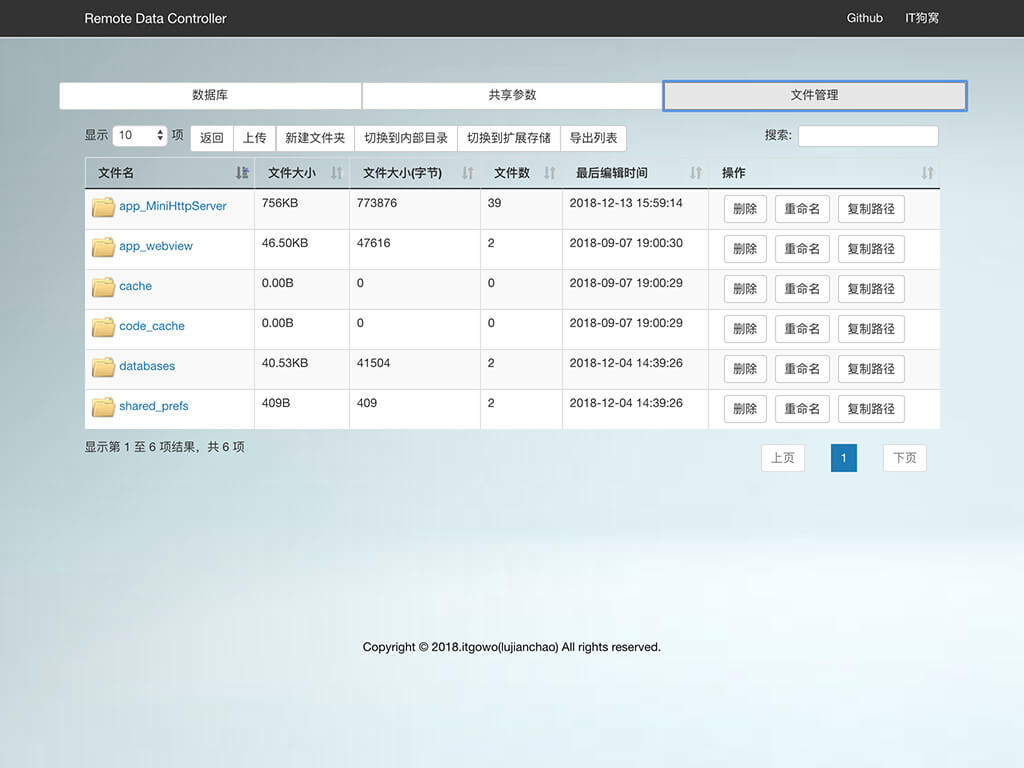 Remote Data Controller Github IT狗窝
数据库 共享参数 文件管理
显示 10 项 返回 上传 新建文件夹 切换到内部目录 切换到扩展存储 导出列表 搜索:
文件名 文件大小 文件大小(字节) 文件数 最后编辑时间 操作
app_MiniHttpServer 756KB 773876 39 2018-12-13 15:59:14 删除 重命名 复制路径
app_webview 46.50KB 47616 2 2018-09-07 19:00:30 删除 重命名 复制路径
cache 0.00B 0 0 2018-09-07 19:00:29 删除 重命名 复制路径
code_cache 0.00B 0 0 2018-09-07 19:00:29 删除 重命名 复制路径
databases 40.53KB 41504 2 2018-12-04 14:39:26 删除 重命名 复制路径
shared_prefs 409B 409 2 2018-12-04 14:39:26 删除 重命名 复制路径
显示第 1 至 6 项结果，共 6 项 上页 1 下页
Copyright © 2018.itgowo(lujianchao) All rights reserved.